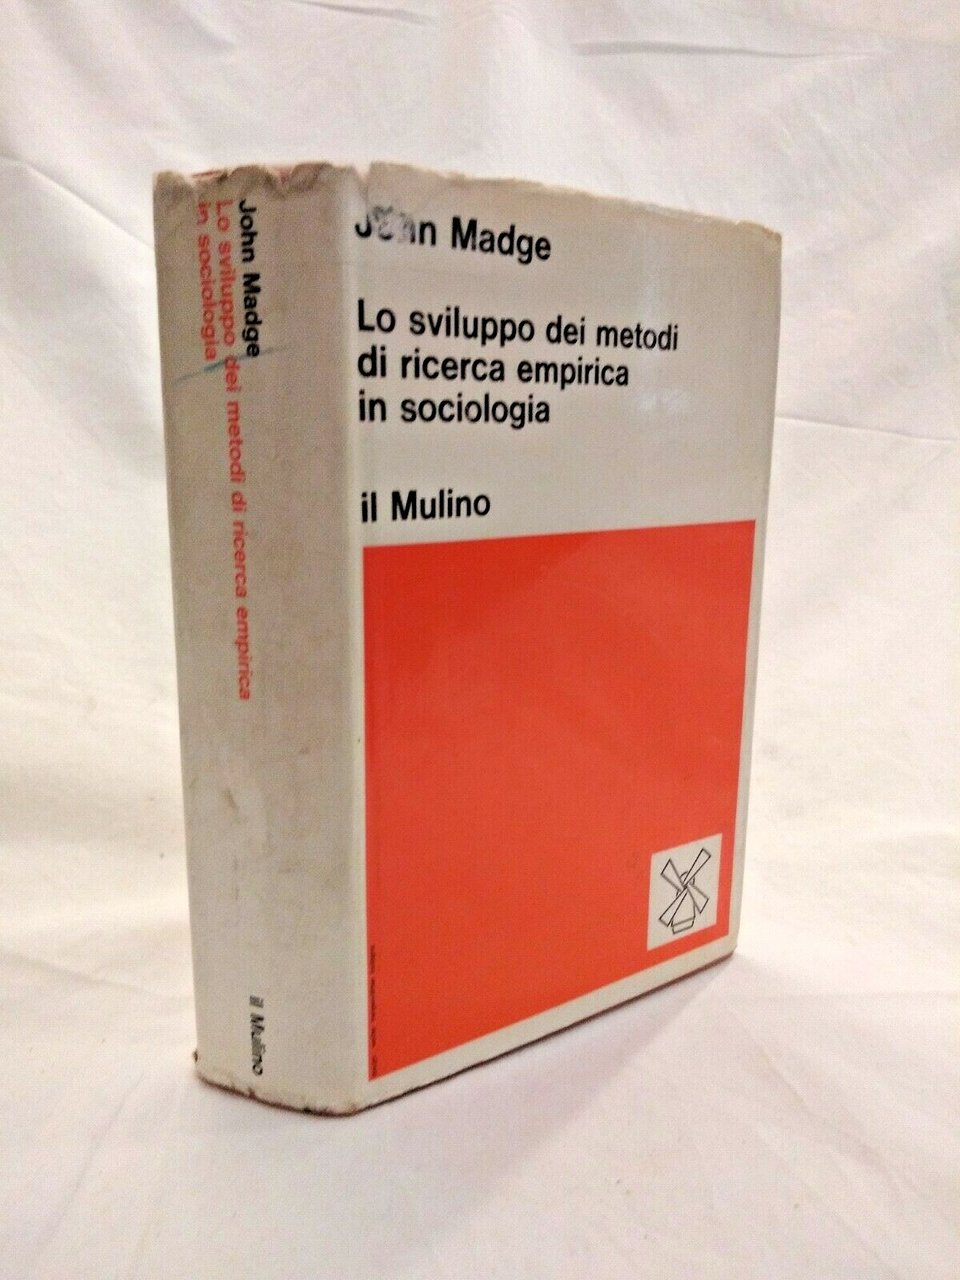 John Madge
Lo sviluppo dei metodi
di ricerca empirica
in sociologia
il Mulino
John Madge
Lo sviluppo dei metodi di ricerca empirica
in sociologia
il Mulino